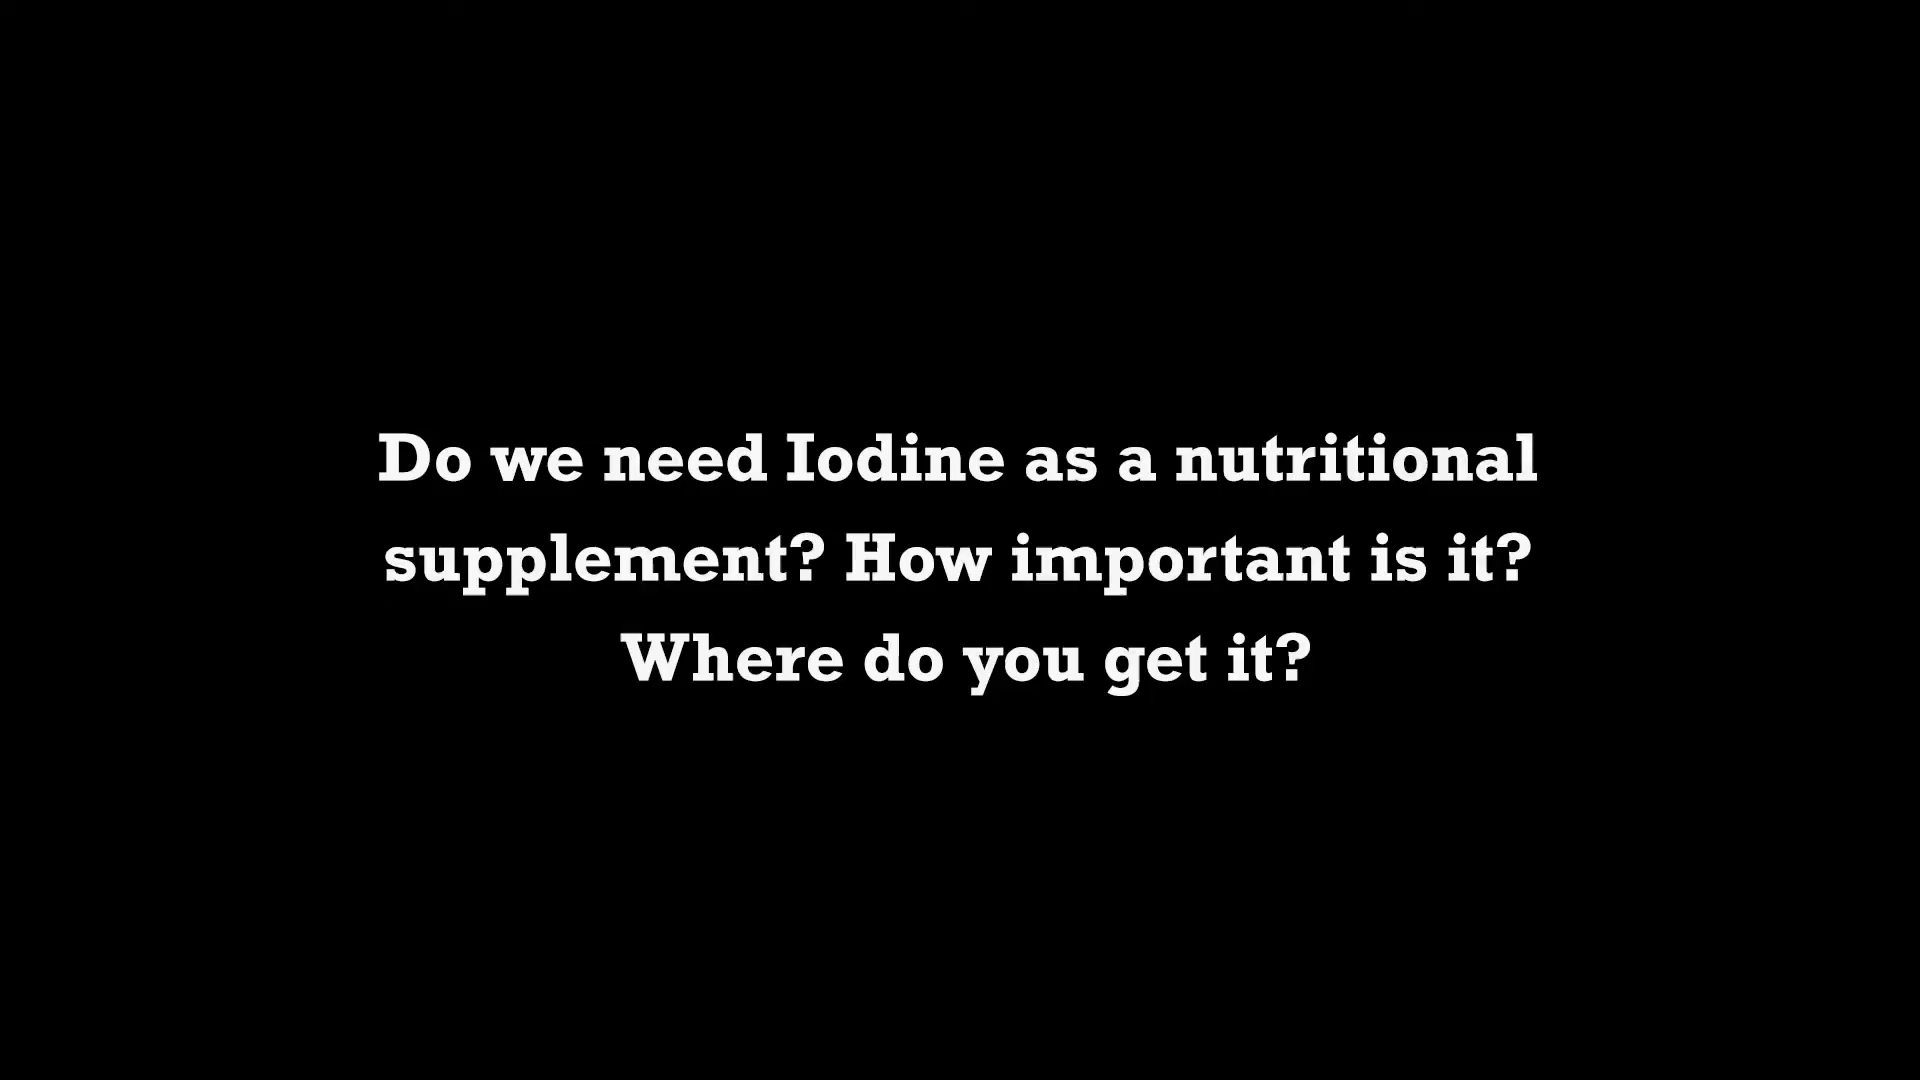 Do we need Iodine as a nutritional
supplement? How important is it?
Where do you get it?